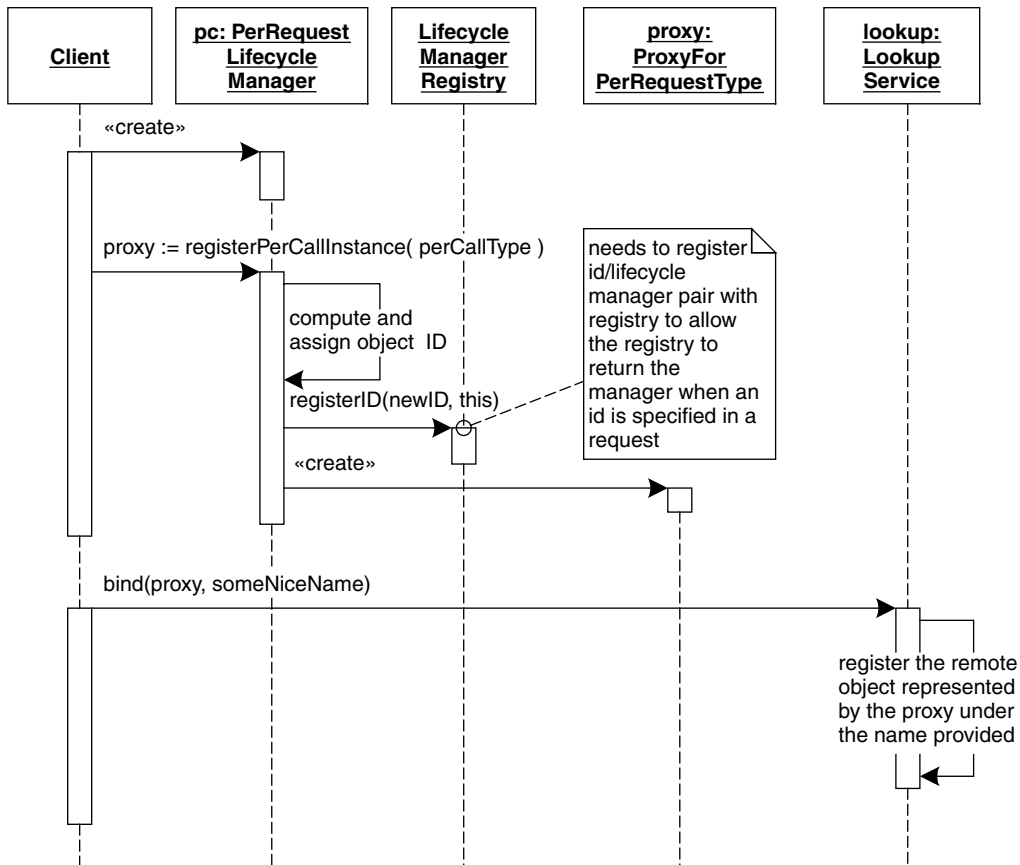 Client
pc: PerRequest
Lifecycle
Manager
Lifecycle
Manager
Registry
proxy:
ProxyFor
PerRequestType
lookup:
Lookup
Service
«create»
proxy := registerPerCallInstance( perCallType )
needs to register
id/lifecycle
manager pair with
registry to allow
the registry to
return the
manager when an
id is specified in a
request
compute and
assign object ID
registerID(newID, this)
«create»
bind(proxy, someNiceName)
register the remote
object represented
by the proxy under
the name provided